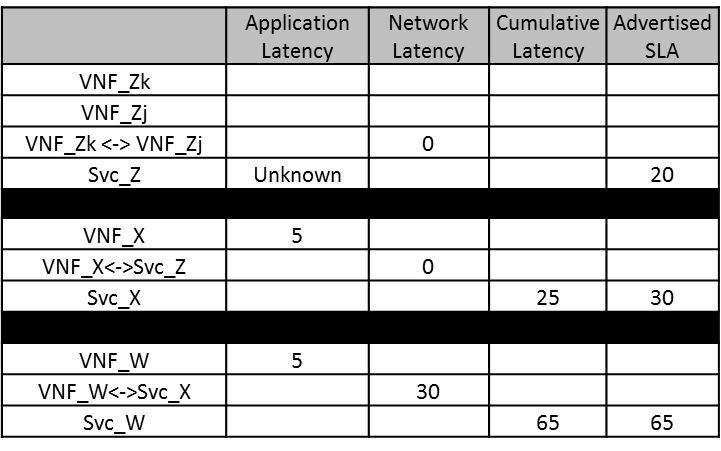 Application Network Cumulative Advertised
Latency Latency Latency SLA
VNF_Zk
VNF_Zj
VNF_Zk <-> VNF_Zj 0
Svc_Z Unknown 20
VNF_X 5
VNF_X<->Svc_Z 0
Svc_X 25 30
VNF_W 5
VNF_W<->Svc_X 30
Svc_W 65 65